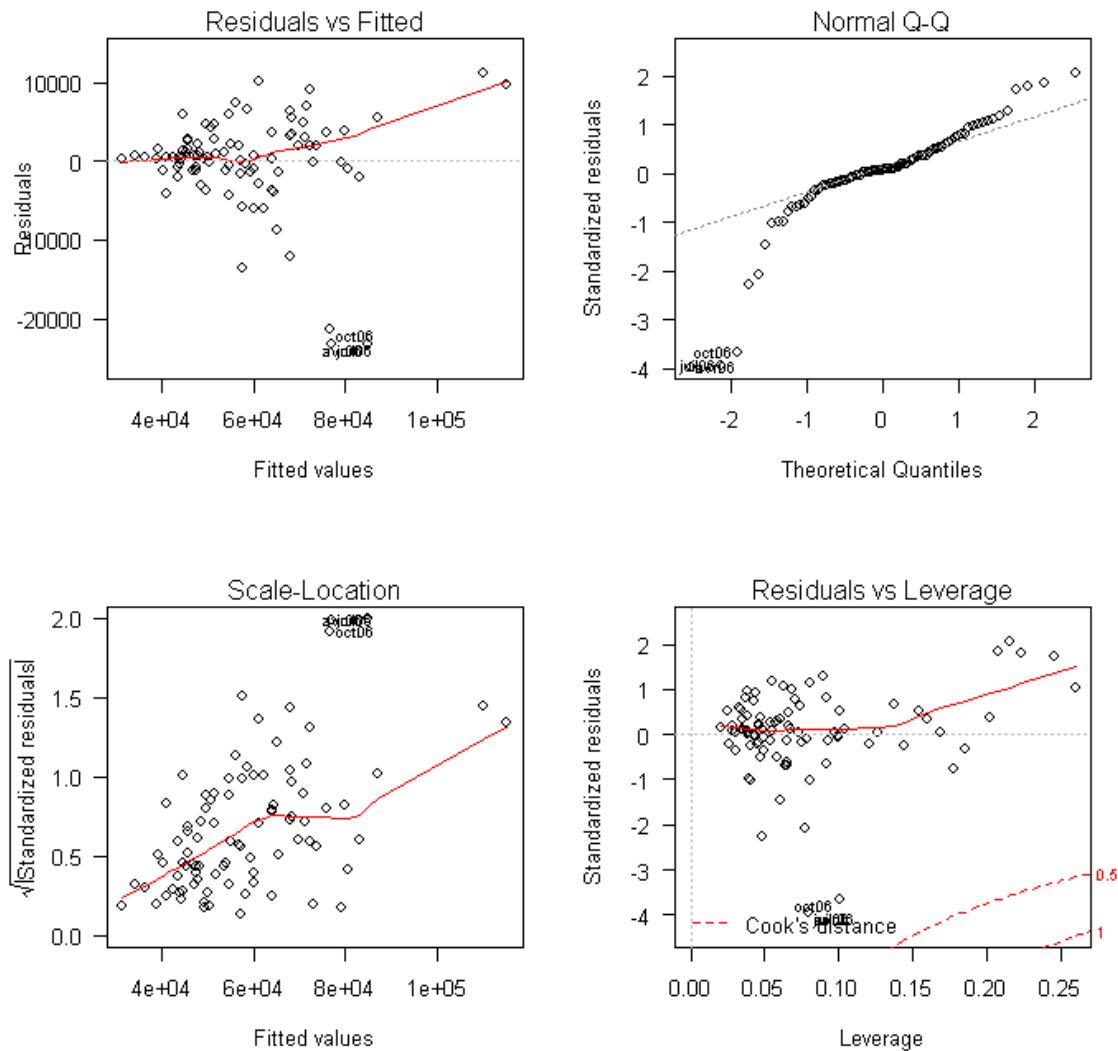 Residuals vs Fitted
10000
0
-10000
-20000
Residuals
oct06
4e+04 6e+04 8e+04 1e+05
Fitted values
Normal Q-Q
2
1
0
-1
-2
-3
-4
Standardized residuals
oct06
-2 -1 0 1 2
Theoretical Quantiles
Scale-Location
2.0
1.5
1.0
0.5
0.0
√|Standardized residuals|
oct06
4e+04 6e+04 8e+04 1e+05
Fitted values
Residuals vs Leverage
2
1
0
-1
-2
-3
-4
Standardized residuals
oct06
Cook's distance
0.5
1
0.00 0.05 0.10 0.15 0.20 0.25
Leverage